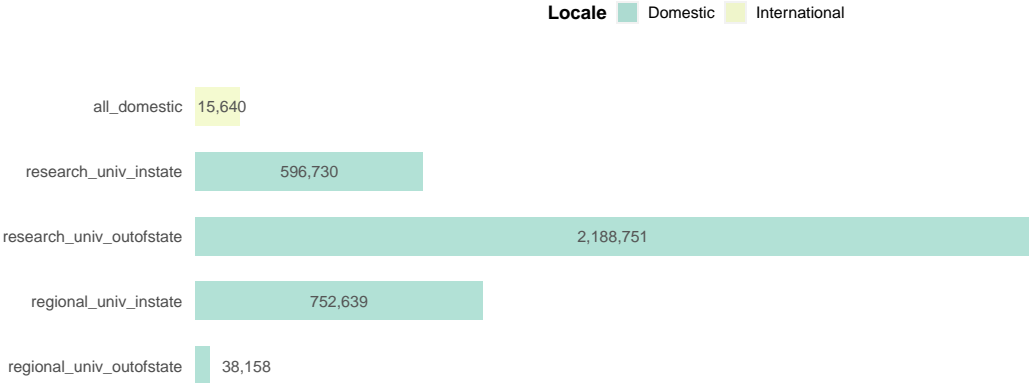 Locale Domestic International
all_domestic 15,640
research_univ_instate 596,730
research_univ_outofstate 2,188,751
regional_univ_instate 752,639
regional_univ_outofstate 38,158